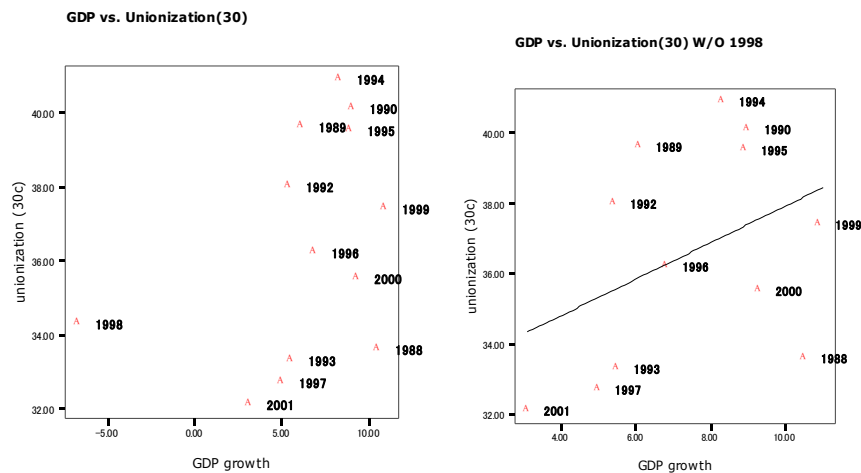 GDP vs. Unionization(30)
unionization (30c)
40.00
38.00
36.00
34.00
32.00
A 1994
A 1990
A 1989
A 1995
A 1992
A 1999
A 1996
A 2000
A 1998
A 1988
A 1993
A 1997
A 2001
-5.00 0.00 5.00 10.00
GDP growth
GDP vs. Unionization(30) W/O 1998
unionization (30c)
40.00
38.00
36.00
34.00
32.00
A 1994
A 1990
A 1989
A 1995
A 1992
A 1999
A 1996
A 2000
A 1988
A 1993
A 1997
A 2001
4.00 6.00 8.00 10.00
GDP growth